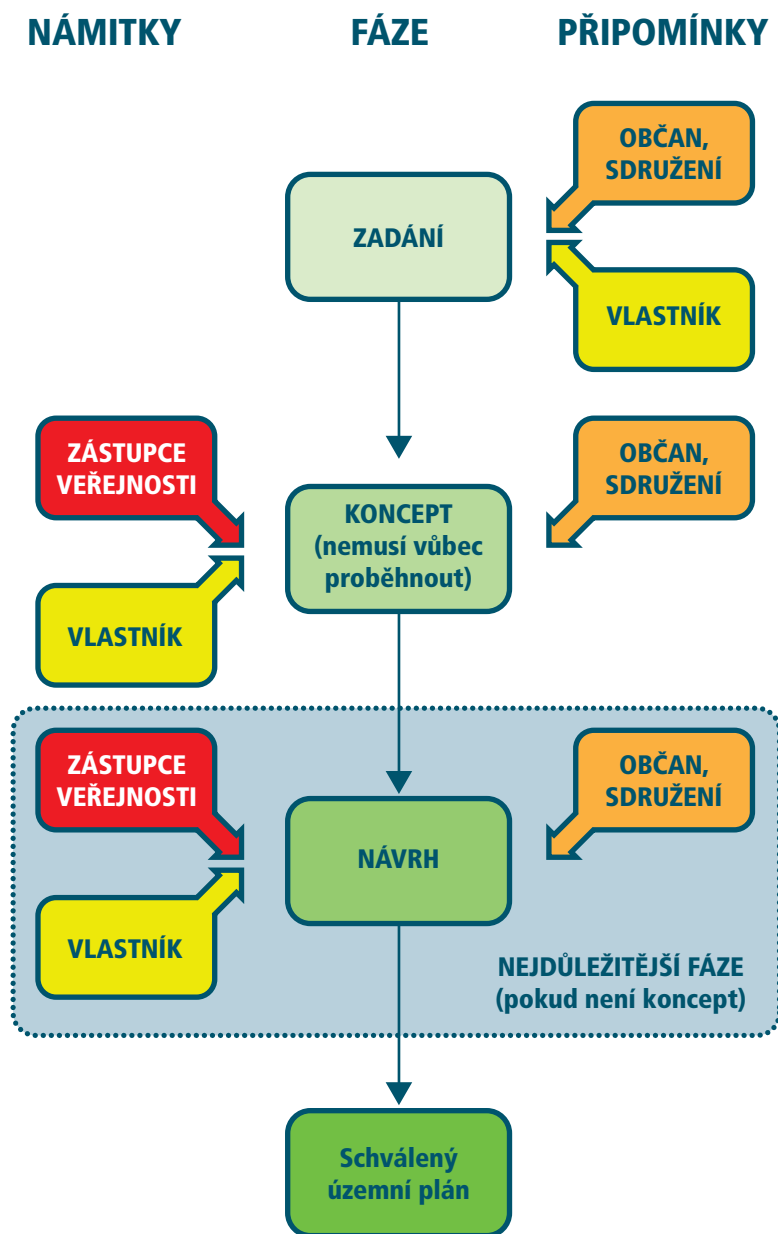 NÁMITKY
FÁZE
PŘIPOMÍNKY
OBČAN,
SDRUŽENÍ
ZADÁNÍ
VLASTNÍK
ZÁSTUPCE
VEŘEJNOSTI
OBČAN,
SDRUŽENÍ
KONCEPT
(nemusí vůbec
proběhnout)
VLASTNÍK
ZÁSTUPCE
VEŘEJNOSTI
OBČAN,
SDRUŽENÍ
NÁVRH
VLASTNÍK
NEJDŮLEŽITĚJŠÍ FÁZE
(pokud není koncept)
Schválený
územní plán